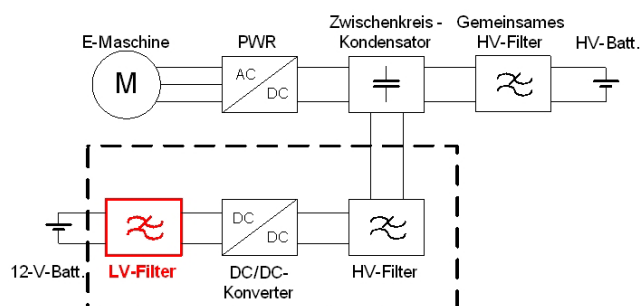 E-Maschine
PWR
Zwischenkreis-
Kondensator
Gemeinsames
HV-Filter
HV-Batt.
M
AC
DC
12-V-Batt.
LV-Filter
DC
DC
DC/DC-
Konverter
HV-Filter